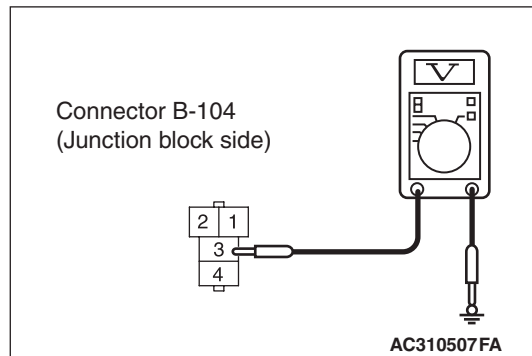 Connector B-104
(Junction block side)
V
2 1
3
4
AC310507FA